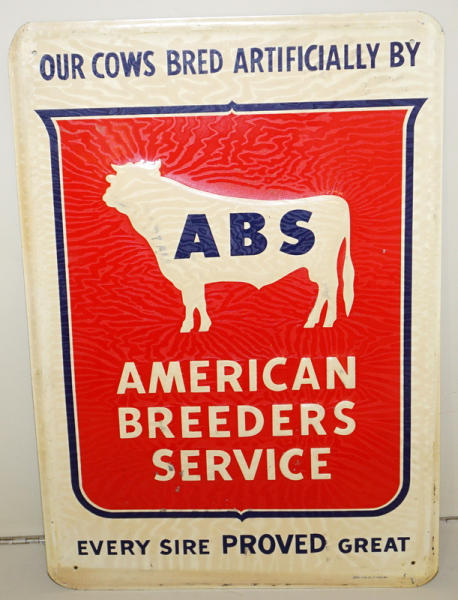 OUR COWS BRED ARTIFICIALLY BY
ABS
AMERICAN
BREEDERS
SERVICE
EVERY SIRE PROVED GREAT